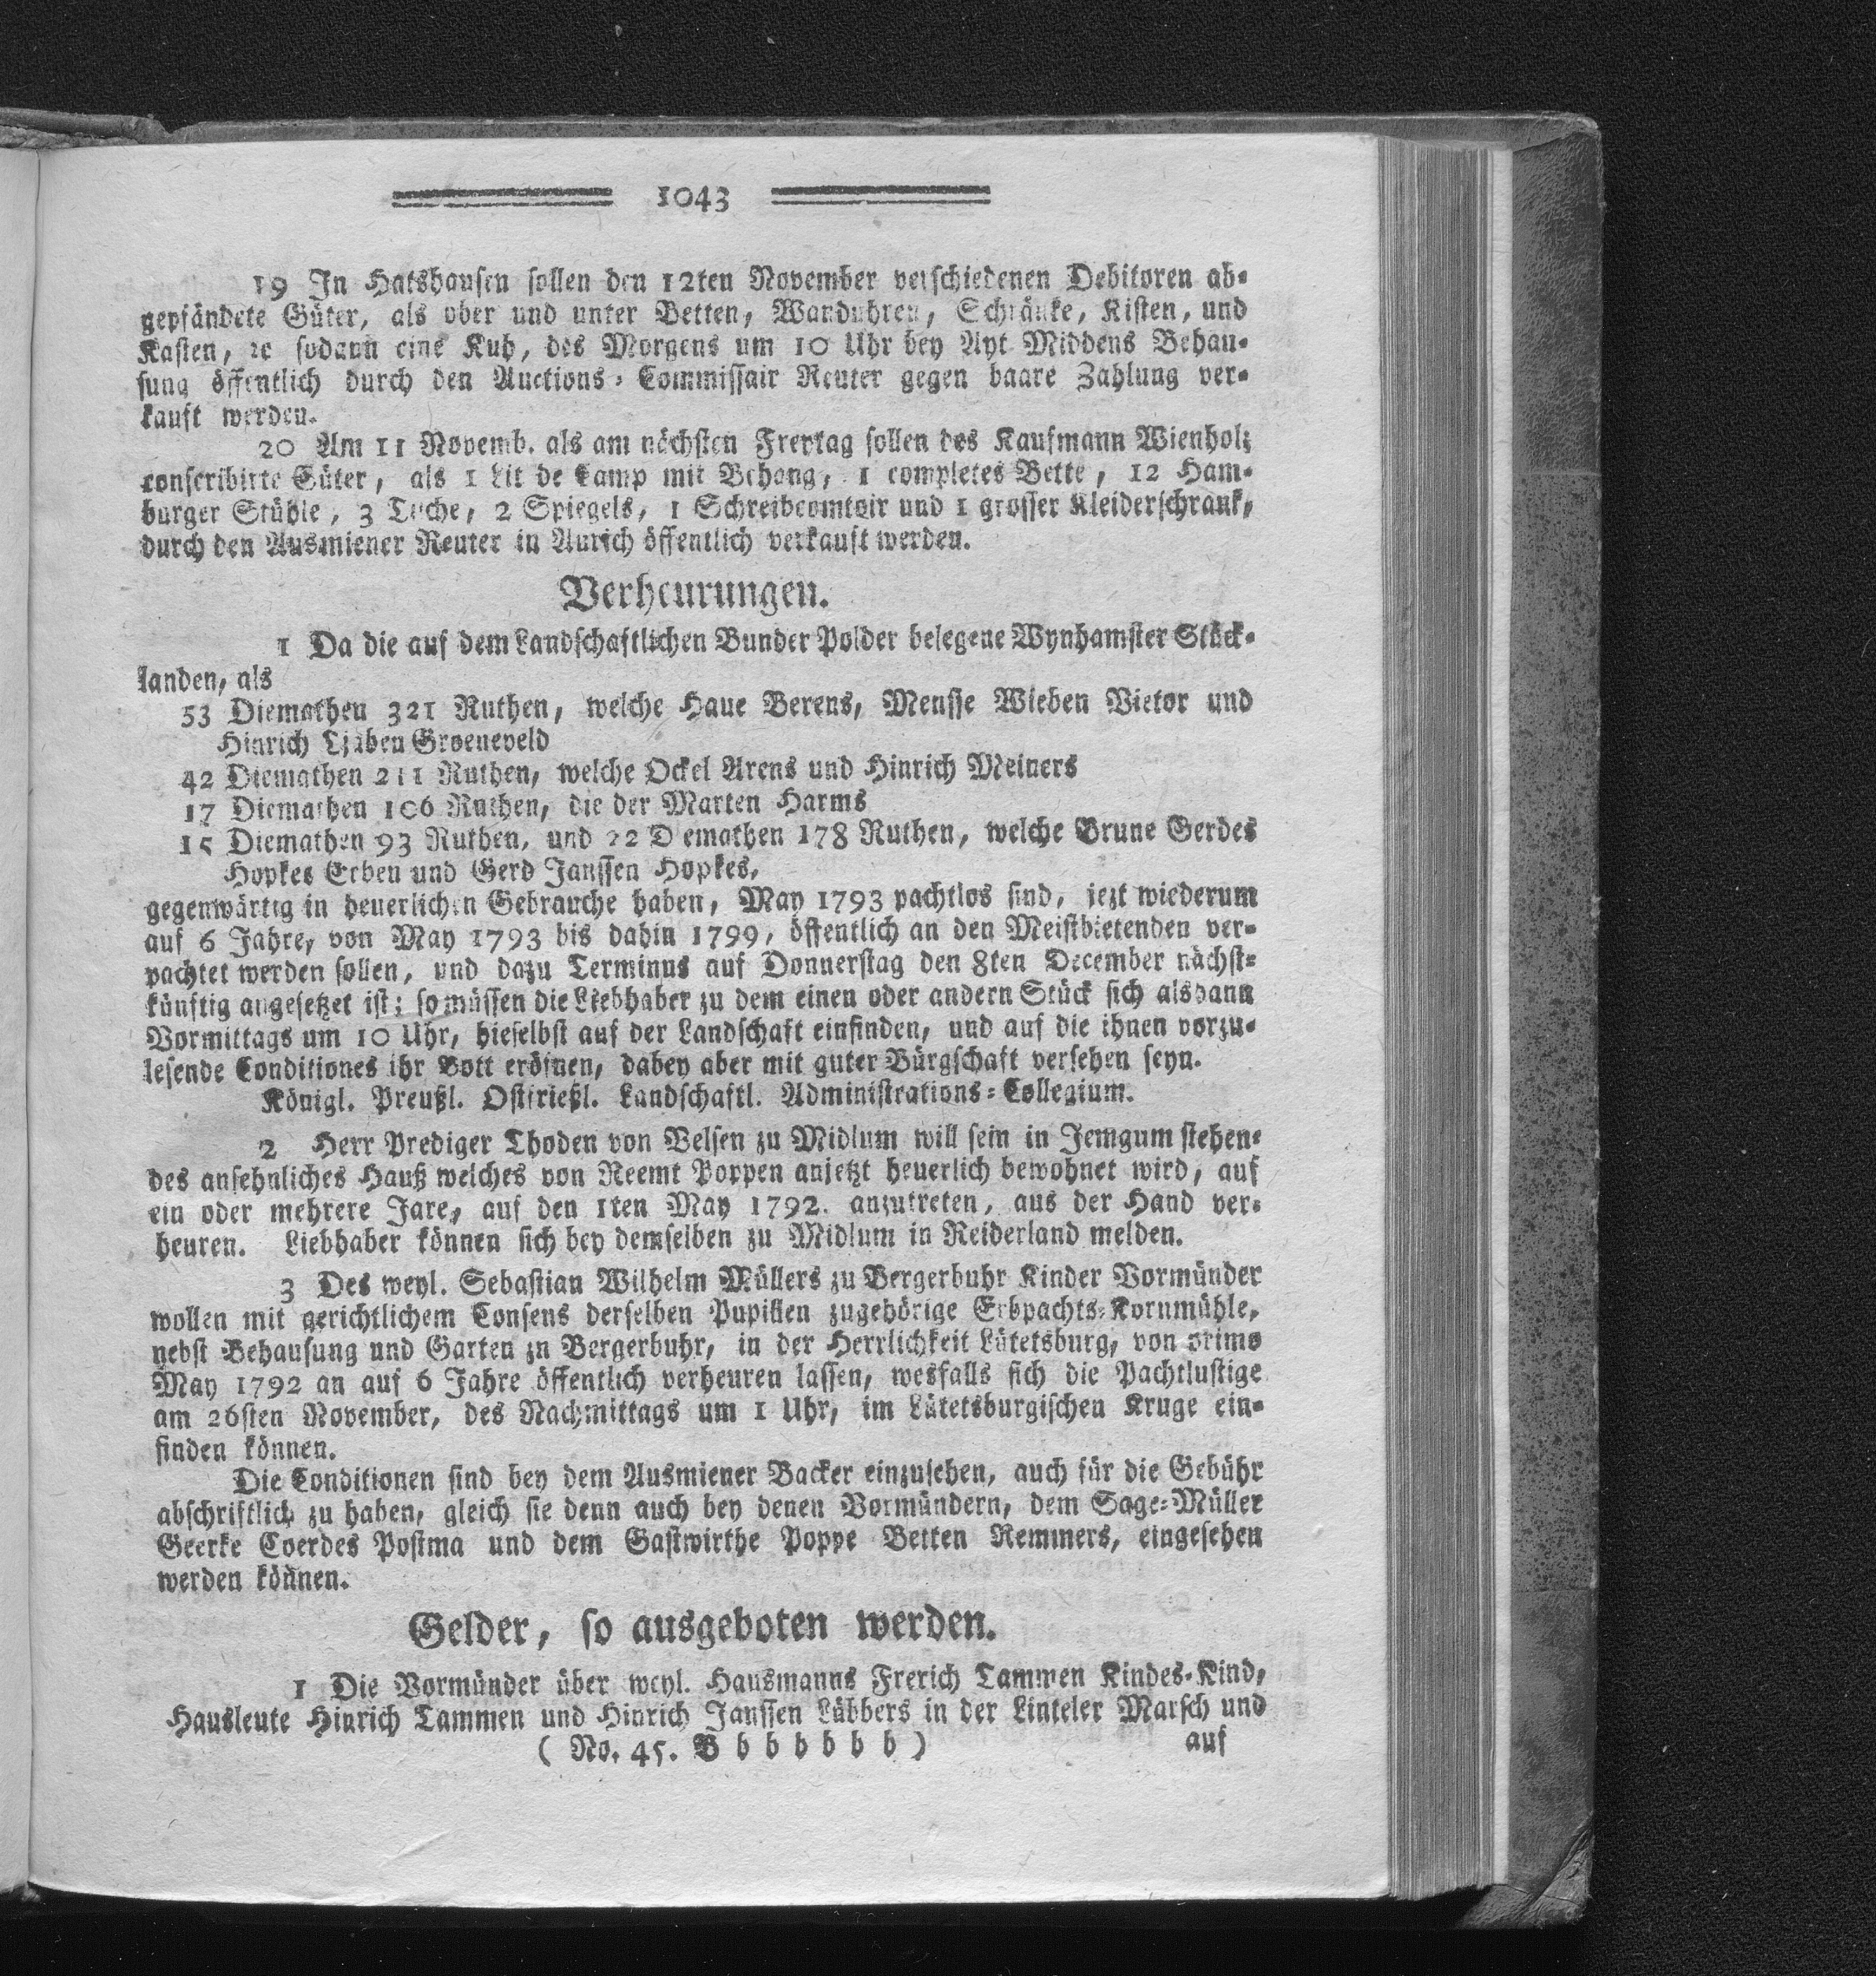 1043
19 In Hatshausen sollen den 12ten November verschiedenen Debitoren ab-
gepfändete Güter, als ober und unter Betten, Wanduhren, Schränke, Kisten, und
Kasten, ꝛc sodann eine Kuh, des Morgens um 10 Uhr bey Ayt Middens Behau-
sung öffentlich durch den Auctions-Commissair Reuter gegen baare Zahlung ver-
kauft werden.
20 Am 11 Novemb. als am nächsten Freytag sollen des Kaufmann Wienholz
conscribirte Güter, als 1 Lit de Camp mit Behang, 1 completes Bette, 12 Ham-
burger Stühle, 3 Tische, 2 Spiegels, 1 Schreibcomtoir und 1 grosser Kleiderschrank,
durch den Ausmiener Reuter in Aurich öffentlich verkauft werden.
Verheurungen.
1 Da die auf dem Landschaftlichen Bunder Polder belegene Wynhamster Stück-
landen, als
53 Diemathen 321 Ruthen, welche Haue Berens, Mensse Wieben Vietor und
Hinrich Ljaben Groeneveld
42 Diemathen 211 Ruthen, welche Ockel Arens und Hinrich Meiners
17 Diemathen 106 Ruthen, die der Marten Harms
15 Diemathen 93 Ruthen, und 22 Diemathen 178 Ruthen, welche Brune Gerdes
Hopkes Erben und Gerd Janssen Hopkes,
gegenwärtig in heuerlichen Gebrauche haben, May 1793 pachtlos sind, jezt wiederum
auf 6 Jahre, von May 1793 bis dahin 1799, öffentlich an den Meistbietenden ver-
pachtet werden sollen, und dazu Terminus auf Donnerstag den 8ten December nächst-
künftig angesetzet ist; so müssen die Liebhaber zu dem einen oder andern Stück sich alsdann
Vormittags um 10 Uhr, hieselbst auf der Landschaft einfinden, und auf die ihnen vorzu-
lesende Conditiones ihr Bott eröfnen, dabey aber mit guter Bürgschaft versehen seyn.
Königl. Preußl. Ostfrießl. Landschaftl. Administrations-Collegium.
2 Herr Prediger Thoden von Velsen zu Midlum will sein in Jemgum stehen-
des ansehnliches Hauß welches von Reemt Poppen anjetzt heuerlich bewohnet wird, auf
ein oder mehrere Jare, auf den 1ten May 1792. anzutreten, aus der Hand ver-
heuren. Liebhaber können sich bey demselben zu Midlum in Reiderland melden.
3 Des weyl. Sebastian Wilhelm Müllers zu Bergerbuhr Kinder Vormünder
wollen mit gerichtlichem Consens derselben Pupillen zugehörige Erbpachts-Kornmühle,
nebst Behausung und Garten zu Bergerbuhr, in der Herrlichkeit Lütetsburg, von primo
May 1792 an auf 6 Jahre öffentlich verheuren lassen, wesfalls sich die Pachtlustige
am 26sten November, des Nachmittags um 1 Uhr, im Lütetsburgischen Kruge ein-
finden können.
Die Conditionen sind bey dem Ausmiener Backer einzusehen, auch für die Gebühr
abschriftlich zu haben, gleich sie denn auch bey denen Vormündern, dem Sage-Müller
Geerke Coerdes Postma und dem Gastwirthe Poppe Betten Remmers, eingesehen
werden können.
Gelder, so ausgeboten werden.
1 Die Vormünder über weyl. Hausmanns Frerich Tammen Kindes-Kind,
Hausleute Hinrich Tammen und Hinrich Janssen Lübbers in der Linteler Marsch und
( No. 45. B b b b b b b ) auf